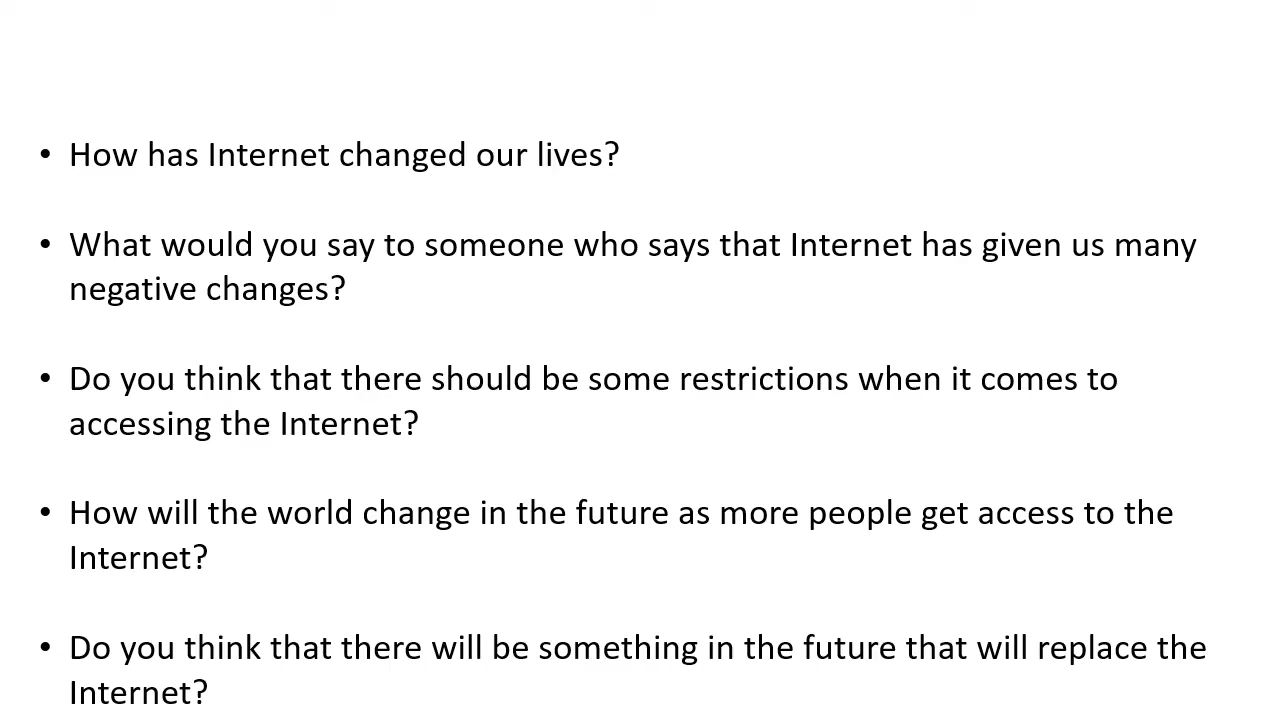 • How has Internet changed our lives?
• What would you say to someone who says that Internet has given us many
negative changes?
• Do you think that there should be some restrictions when it comes to
accessing the Internet?
• How will the world change in the future as more people get access to the
Internet?
• Do you think that there will be something in the future that will replace the
Internet?